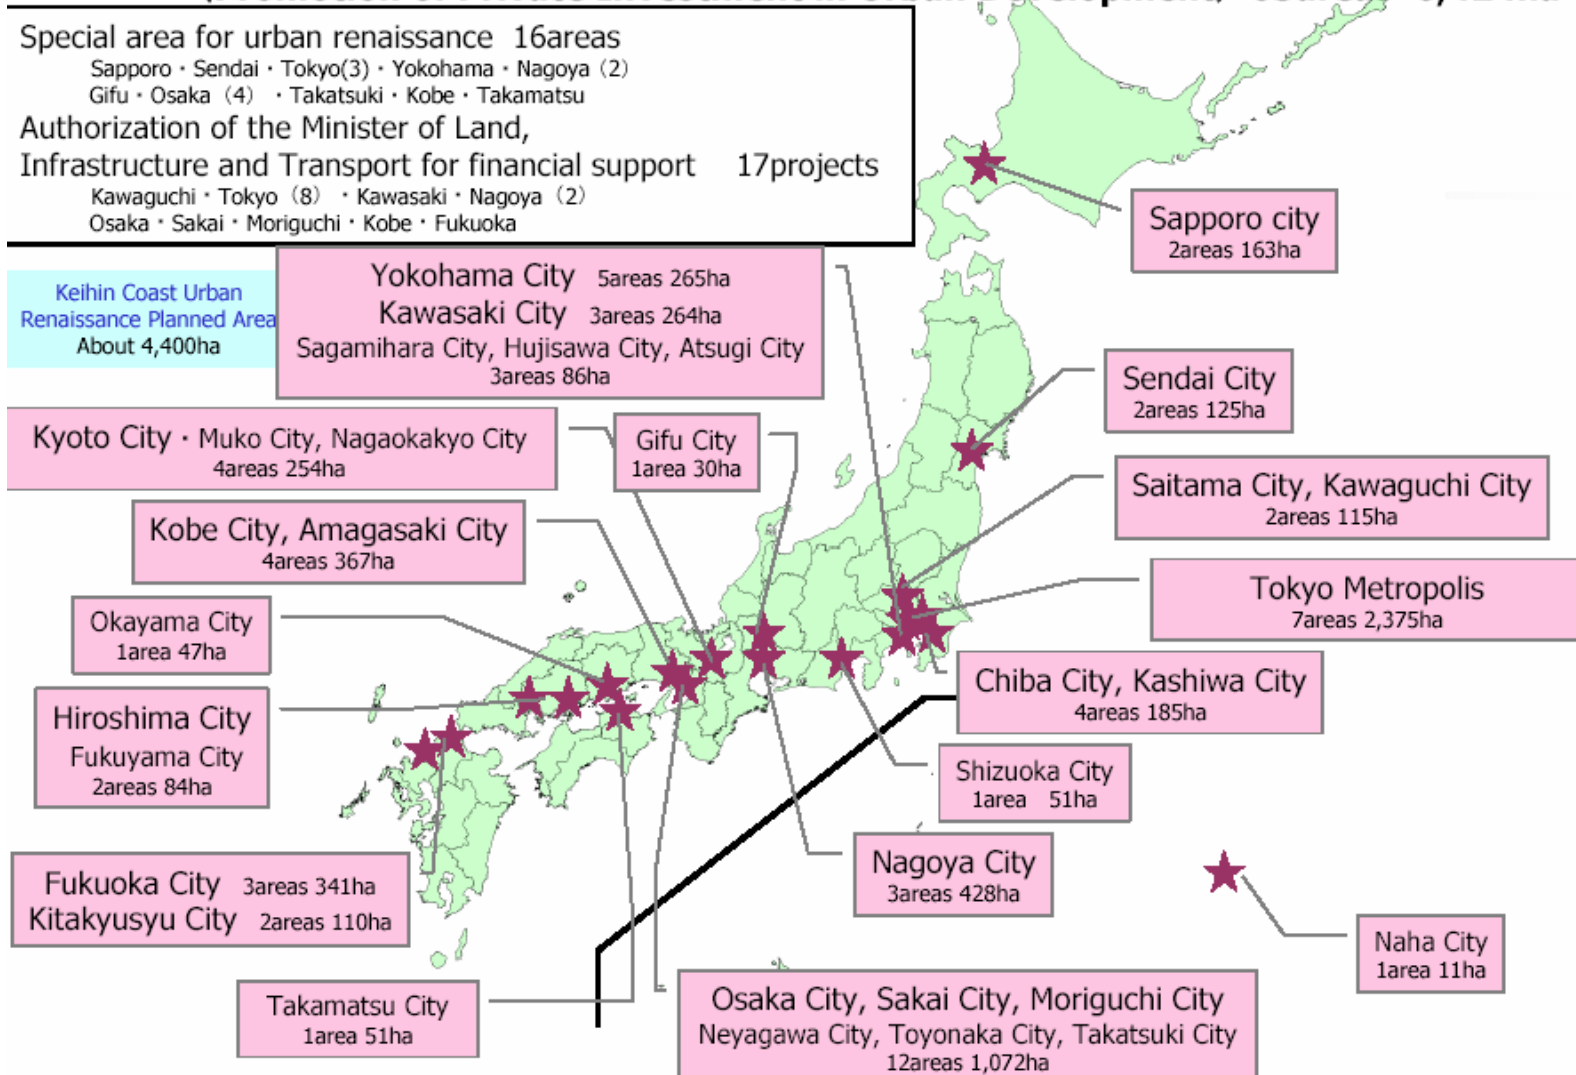 (Promotion of Private Investment in Urban Development)
Special area for urban renaissance 16areas
Sapporo・Sendai・Tokyo(3)・Yokohama・Nagoya（2）
Gifu・Osaka（4）・Takatsuki・Kobe・Takamatsu
Authorization of the Minister of Land,
Infrastructure and Transport for financial support 17projects
Kawaguchi・Tokyo（8）・Kawasaki・Nagoya（2）
Osaka・Sakai・Moriguchi・Kobe・Fukuoka
Sapporo city
2areas 163ha
Keihin Coast Urban
Renaissance Planned Area
About 4,400ha
Yokohama City 5areas 265ha
Kawasaki City 3areas 264ha
Sagamihara City, Hujisawa City, Atsugi City
3areas 86ha
Sendai City
2areas 125ha
Kyoto City・Muko City, Nagaokakyo City
4areas 254ha
Gifu City
1area 30ha
Saitama City, Kawaguchi City
2areas 115ha
Kobe City, Amagasaki City
4areas 367ha
Tokyo Metropolis
7areas 2,375ha
Okayama City
1area 47ha
Chiba City, Kashiwa City
4areas 185ha
Hiroshima City
Fukuyama City
2areas 84ha
Shizuoka City
1area 51ha
Nagoya City
3areas 428ha
Fukuoka City 3areas 341ha
Kitakyusyu City 2areas 110ha
Naha City
1area 11ha
Takamatsu City
1area 51ha
Osaka City, Sakai City, Moriguchi City
Neyagawa City, Toyonaka City, Takatsuki City
12areas 1,072ha